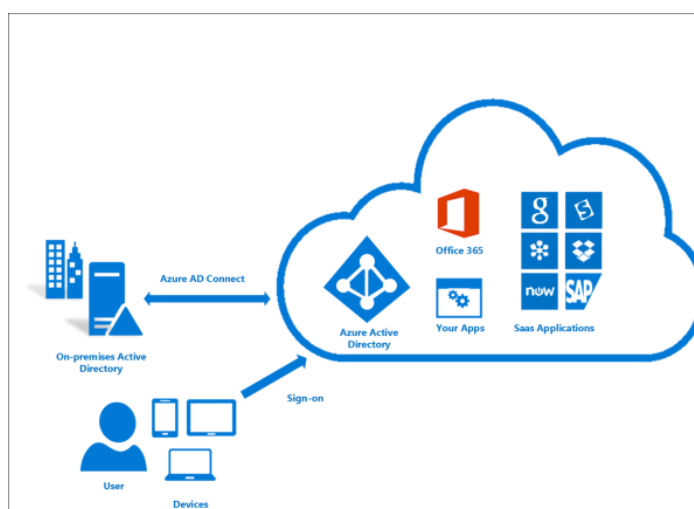 Office 365
Azure AD Connect
Azure Active
Directory
Your Apps
Saas Applications
g
now
SAP
On-premises Active
Directory
Sign-on
User
Devices